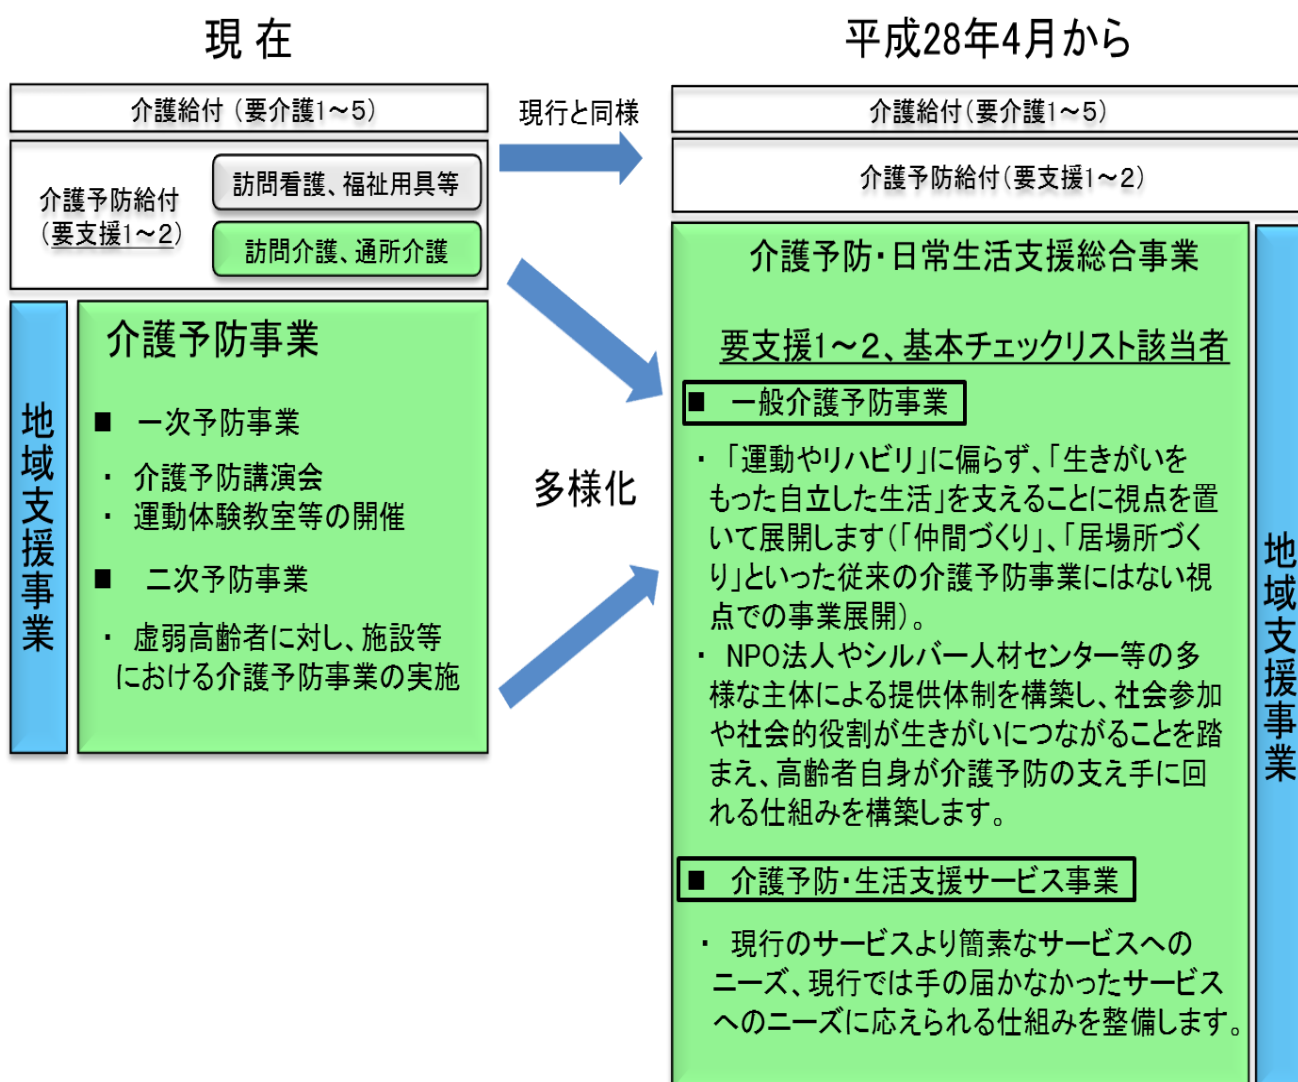 現 在
介護給付 （要介護1～5）
介護予防給付
（要支援1～2）
訪問看護、福祉用具等
訪問介護、通所介護
地域支援事業
介護予防事業
■ 一次予防事業
・ 介護予防講演会
・ 運動体験教室等の開催
■ 二次予防事業
・ 虚弱高齢者に対し、施設等
における介護予防事業の実施
現行と同様
多様化
平成28年4月から
介護給付（要介護1～5）
介護予防給付（要支援1～2）
介護予防・日常生活支援総合事業
要支援1～2、基本チェックリスト該当者
■ 一般介護予防事業
・ 「運動やリハビリ」に偏らず、「生きがいを
もった自立した生活」を支えることに視点を置
いて展開します（「仲間づくり」、「居場所づく
り」といった従来の介護予防事業にはない視
点での事業展開）。
・ NPO法人やシルバー人材センター等の多
様な主体による提供体制を構築し、社会参加
や社会的役割が生きがいにつながることを踏
まえ、高齢者自身が介護予防の支え手に回
れる仕組みを構築します。
■ 介護予防・生活支援サービス事業
・ 現行のサービスより簡素なサービスへの
ニーズ、現行では手の届かなかったサービス
へのニーズに応えられる仕組みを整備します。
地域支援事業